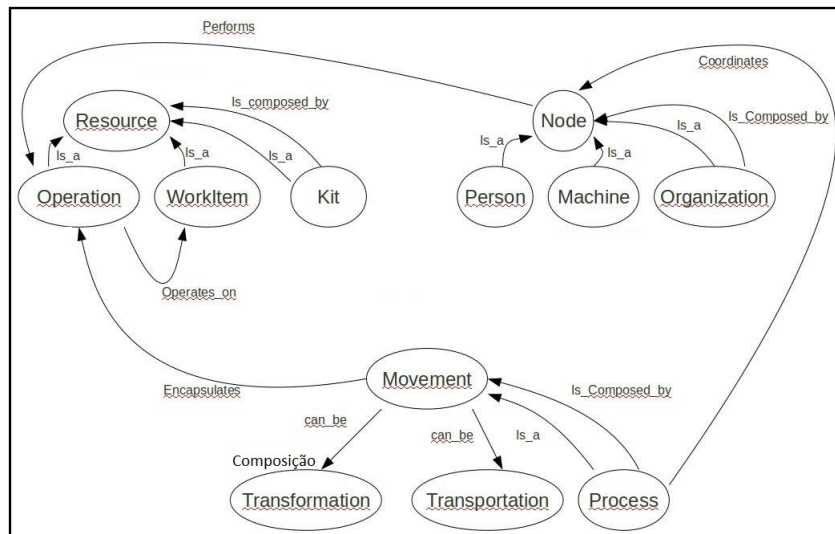 Performs
Coordinates
Is_composed_by
Is_Composed_by
Resource
Node
Is_a
Is_a
Is_a
Is_a
Is_a
Is_a
Operation
WorkItem
Kit
Person
Machine
Organization
Operates_on
Encapsulates
Movement
Is_Composed_by
can_be
can_be
Is_a
Composição
Transformation
Transportation
Process